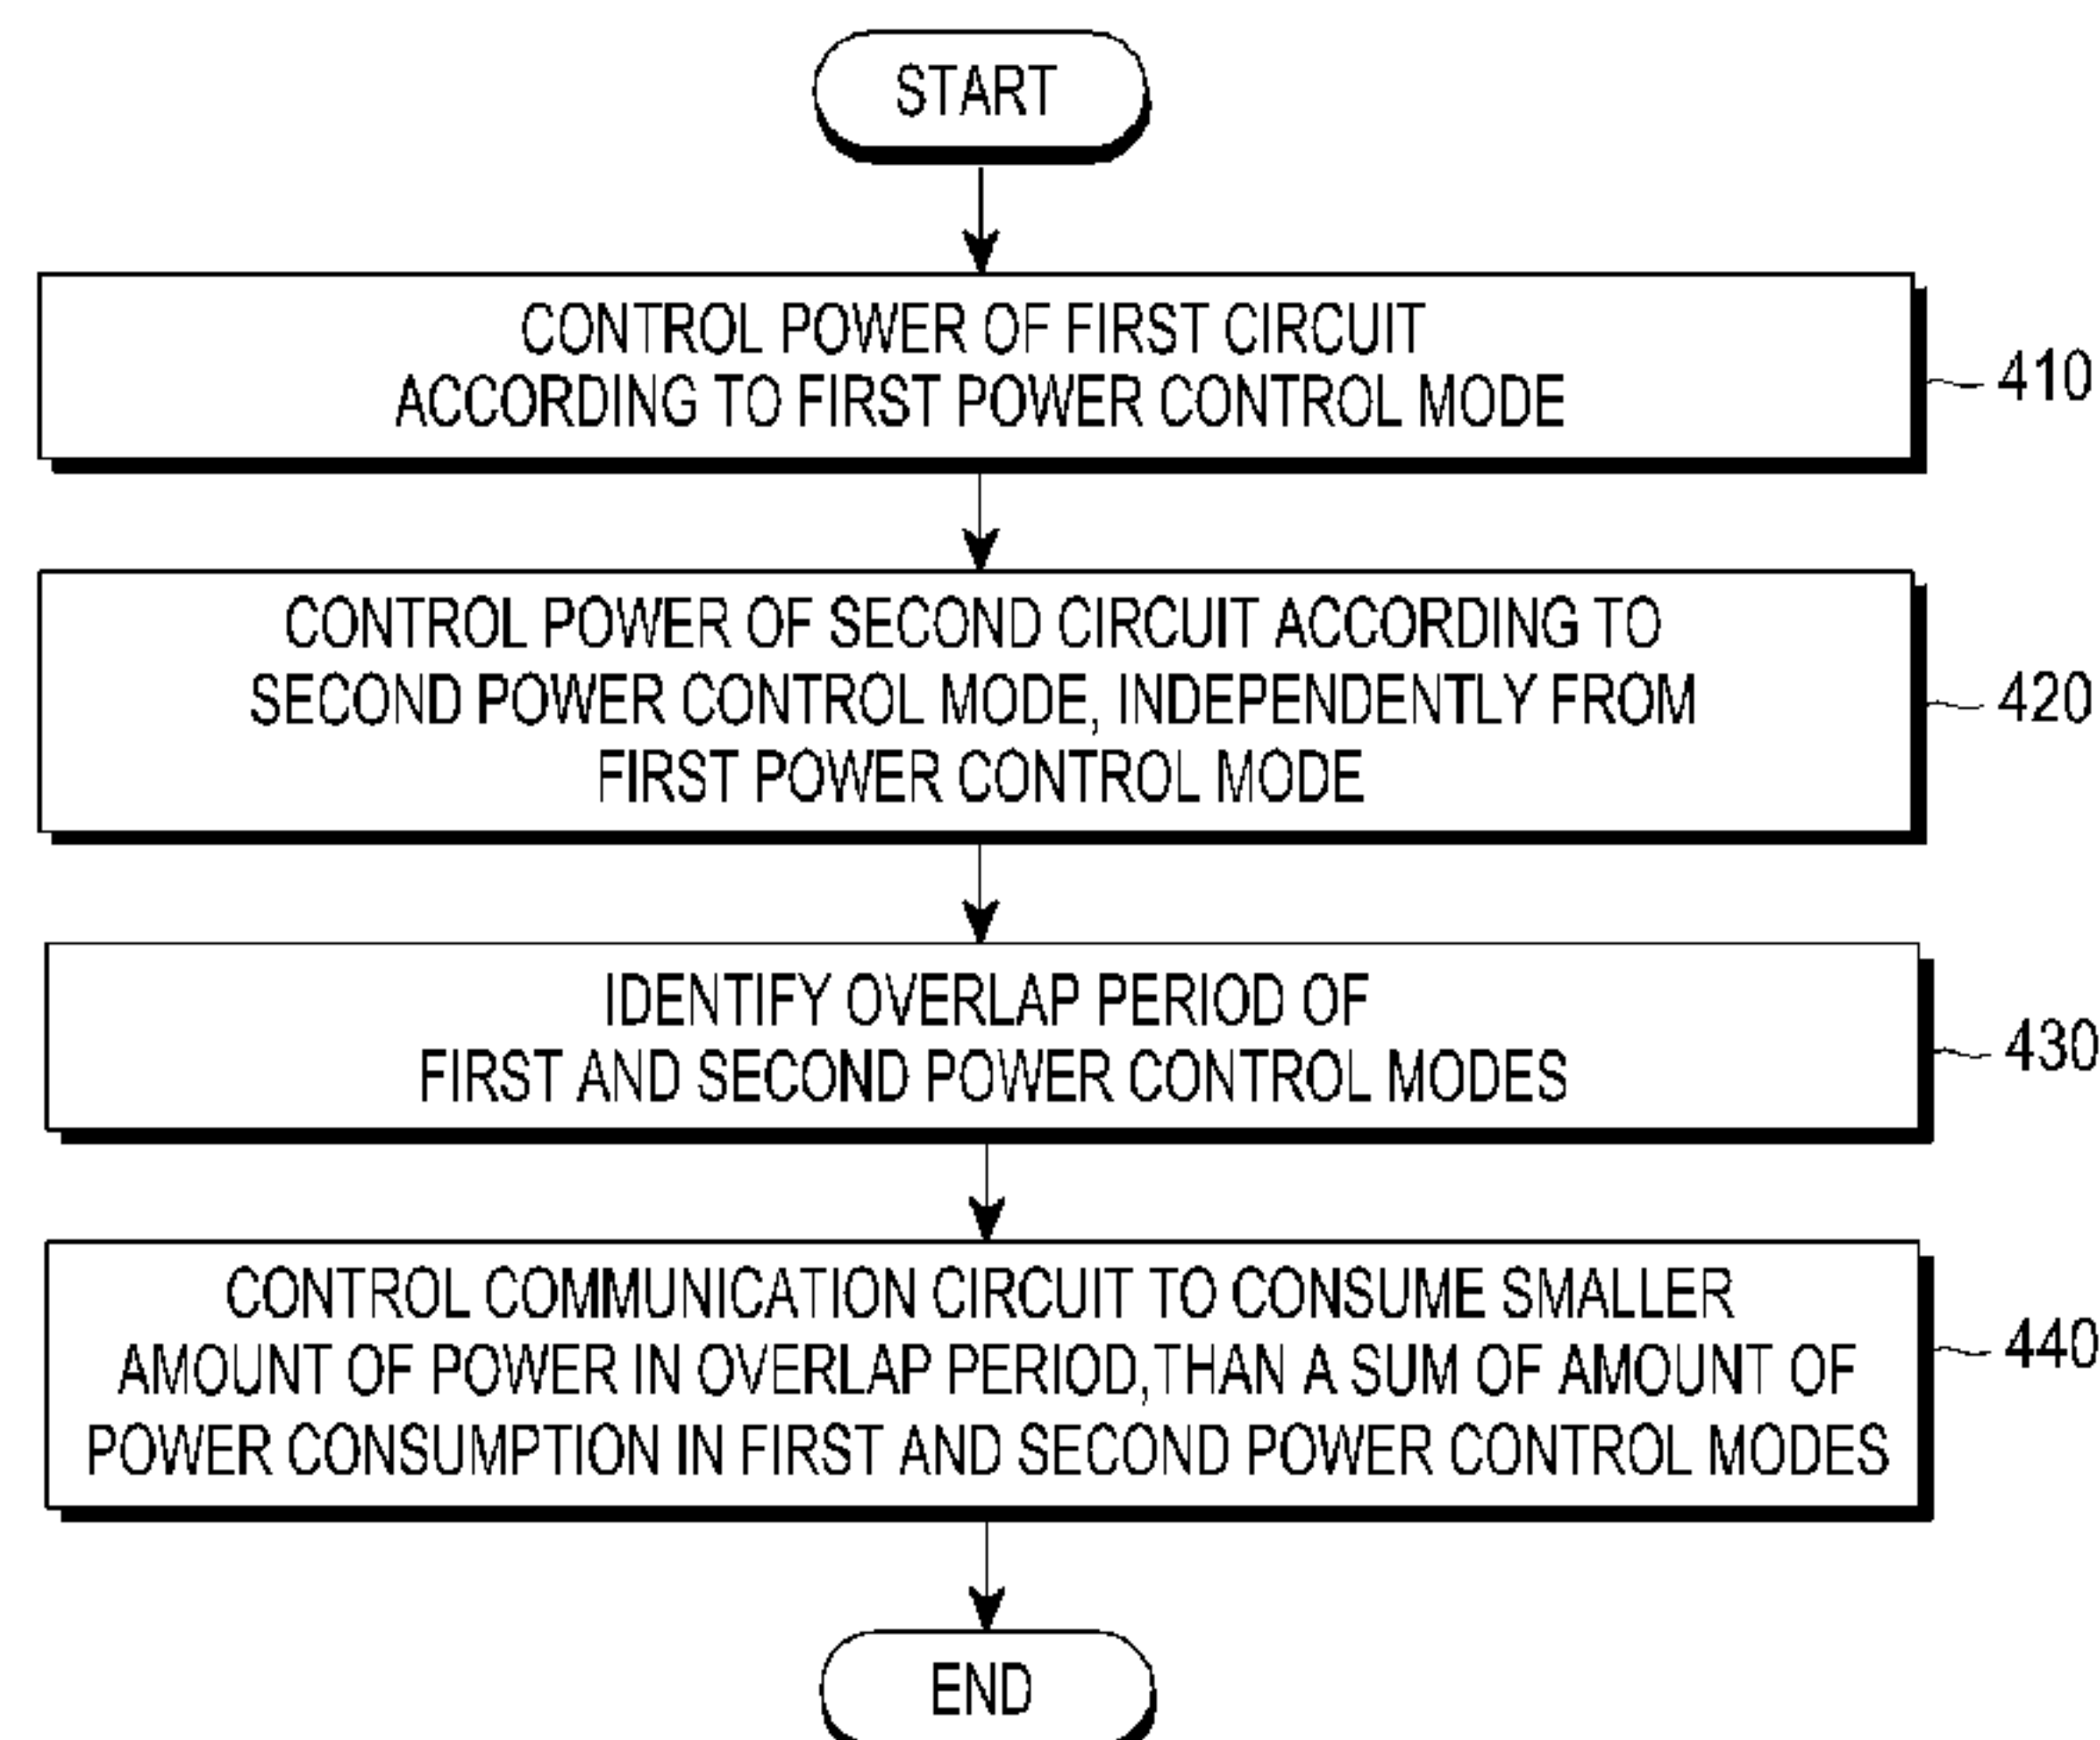 START
CONTROL POWER OF FIRST CIRCUIT
ACCORDING TO FIRST POWER CONTROL MODE
410
CONTROL POWER OF SECOND CIRCUIT ACCORDING TO
SECOND POWER CONTROL MODE, INDEPENDENTLY FROM
FIRST POWER CONTROL MODE
420
IDENTIFY OVERLAP PERIOD OF
FIRST AND SECOND POWER CONTROL MODES
430
CONTROL COMMUNICATION CIRCUIT TO CONSUME SMALLER
AMOUNT OF POWER IN OVERLAP PERIOD,THAN A SUM OF AMOUNT OF
POWER CONSUMPTION IN FIRST AND SECOND POWER CONTROL MODES
440
END